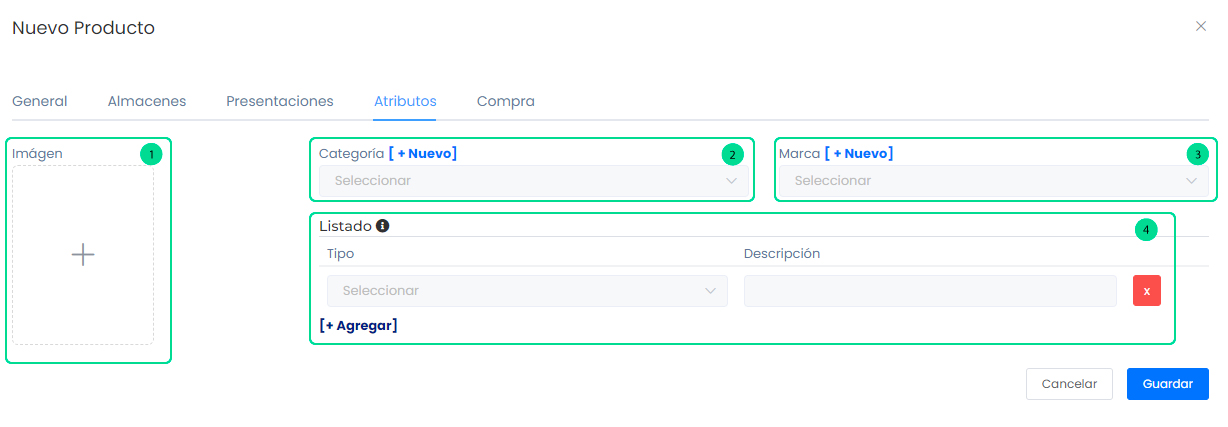 Nuevo Producto
General Almacenes Presentaciones Atributos Compra
Imágen 1
Categoría [ + Nuevo] 2
Marca [ + Nuevo] 3
Seleccionar
Seleccionar
Listado 4
Tipo Descripción
Seleccionar x
[+ Agregar]
Cancelar Guardar